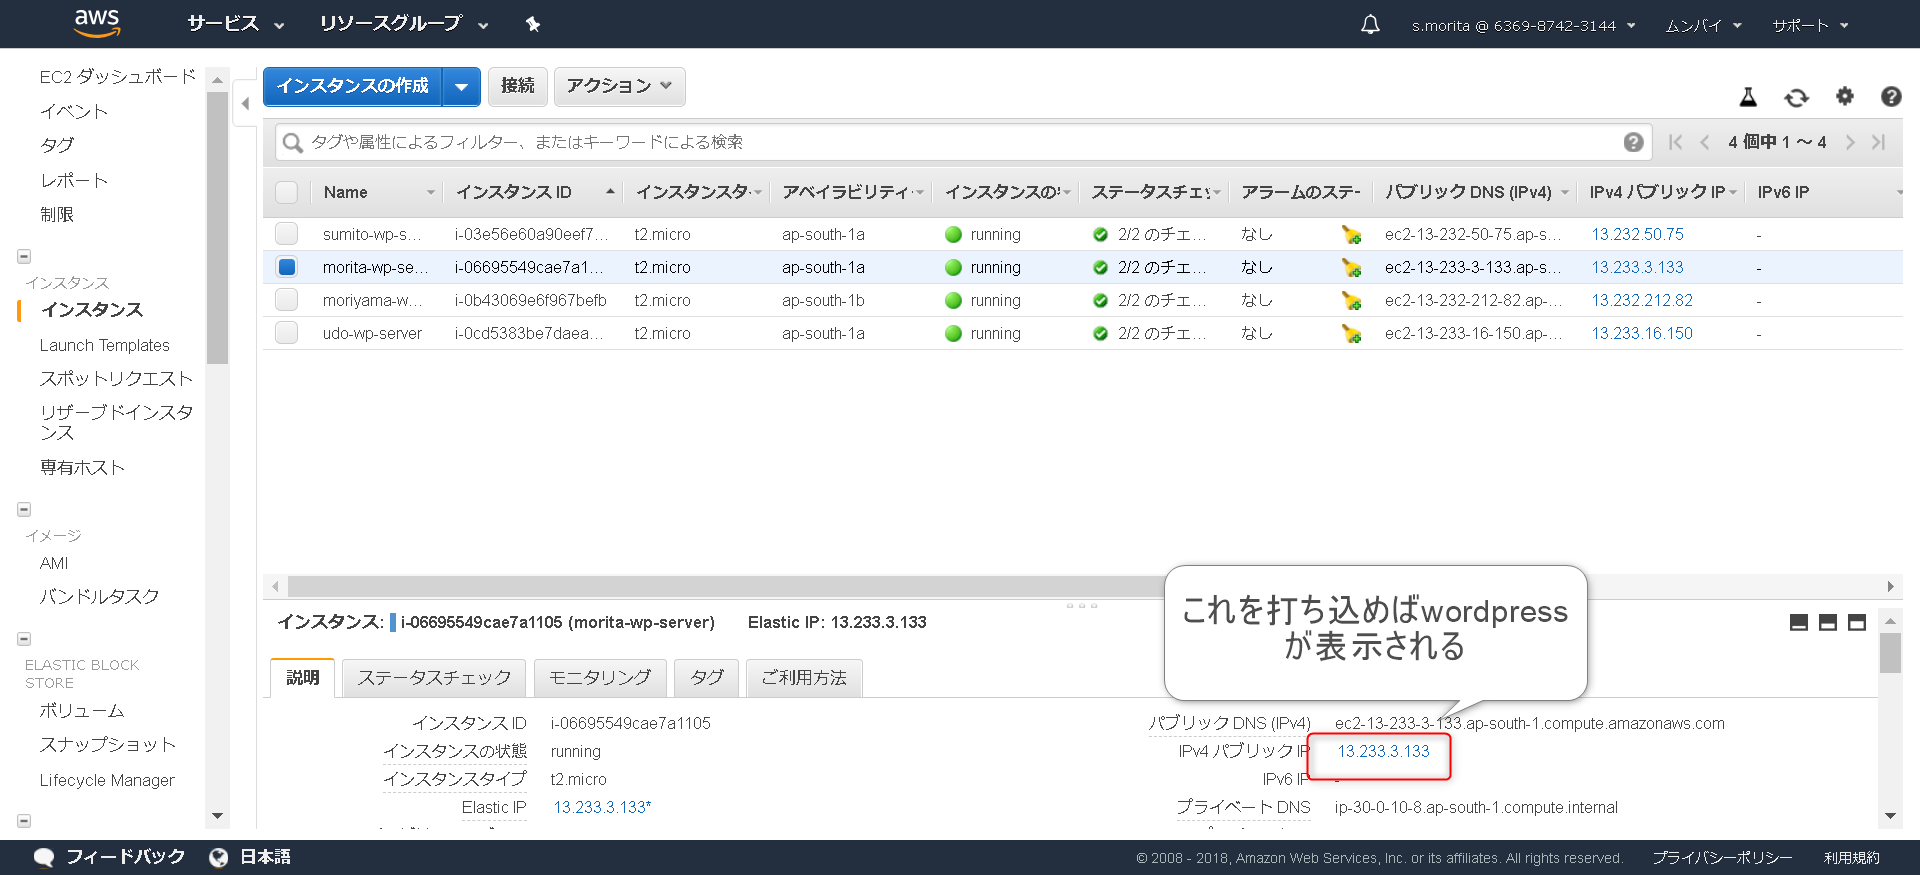 aws サービス リソースグループ s.morita @ 6369-8742-3144 ムンバイ サポート
EC2 ダッシュボード
イベント
タグ
レポート
制限
インスタンス
インスタンス
Launch Templates
スポットリクエスト
リザーブドインスタ
ンス
専有ホスト
イメージ
AMI
バンドルタスク
ELASTIC BLOCK
STORE
ボリューム
スナップショット
Lifecycle Manager
インスタンスの作成 接続 アクション
タグや属性によるフィルター、またはキーワードによる検索 4 個中 1 ～ 4
Name インスタンス ID インスタンスタ アベイラビリティ インスタンスの ステータスチェ アラームのステー パブリック DNS (IPv4) IPv4 パブリック IP IPv6 IP
sumito-wp-s... i-03e56e60a90eef7... t2.micro ap-south-1a running 2/2 のチェ... なし ec2-13-232-50-75.ap-s... 13.232.50.75 -
morita-wp-se... i-06695549cae7a1... t2.micro ap-south-1a running 2/2 のチェ... なし ec2-13-233-3-133.ap-s... 13.233.3.133 -
moriyama-w... i-0b43069e6f967befb t2.micro ap-south-1b running 2/2 のチェ... なし ec2-13-232-212-82.ap-... 13.232.212.82 -
udo-wp-server i-0cd5383be7daea... t2.micro ap-south-1a running 2/2 のチェ... なし ec2-13-233-16-150.ap-... 13.233.16.150 -
これを打ち込めばwordpress
が表示される
インスタンス: i-06695549cae7a1105 (morita-wp-server) Elastic IP: 13.233.3.133
説明 ステータスチェック モニタリング タグ ご利用方法
インスタンス ID i-06695549cae7a1105 パブリック DNS (IPv4) ec2-13-233-3-133.ap-south-1.compute.amazonaws.com
インスタンスの状態 running IPv4 パブリック IP 13.233.3.133
インスタンスタイプ t2.micro IPv6 IP -
Elastic IP 13.233.3.133* プライベート DNS ip-30-0-10-8.ap-south-1.compute.internal
フィードバック 日本語 © 2008 - 2018, Amazon Web Services, Inc. or its affiliates. All rights reserved. プライバシーポリシー 利用規約